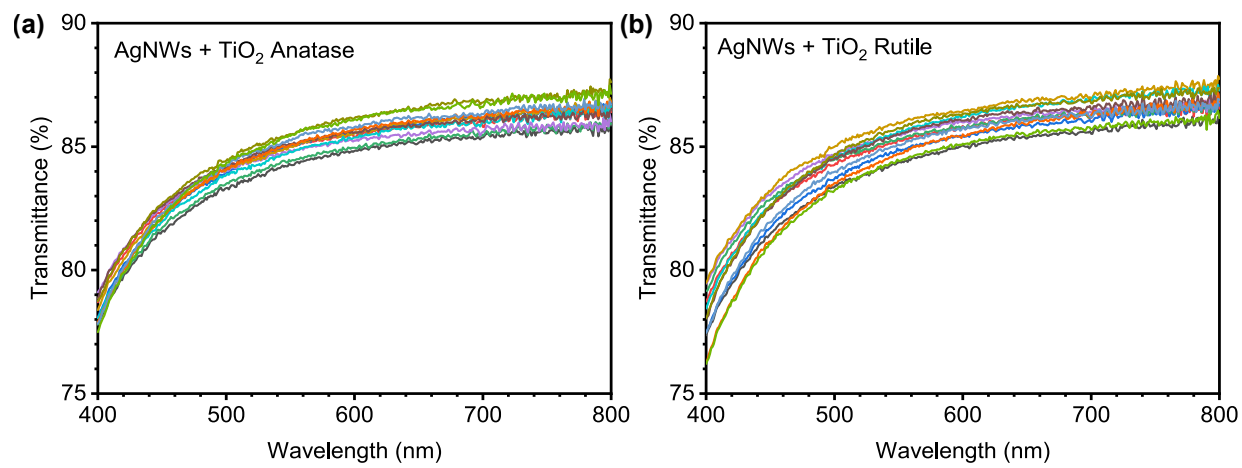 (a)
AgNWs + TiO₂ Anatase
Transmittance (%)
90
85
80
75
400 500 600 700 800
Wavelength (nm)
(b)
AgNWs + TiO₂ Rutile
Transmittance (%)
90
85
80
75
400 500 600 700 800
Wavelength (nm)